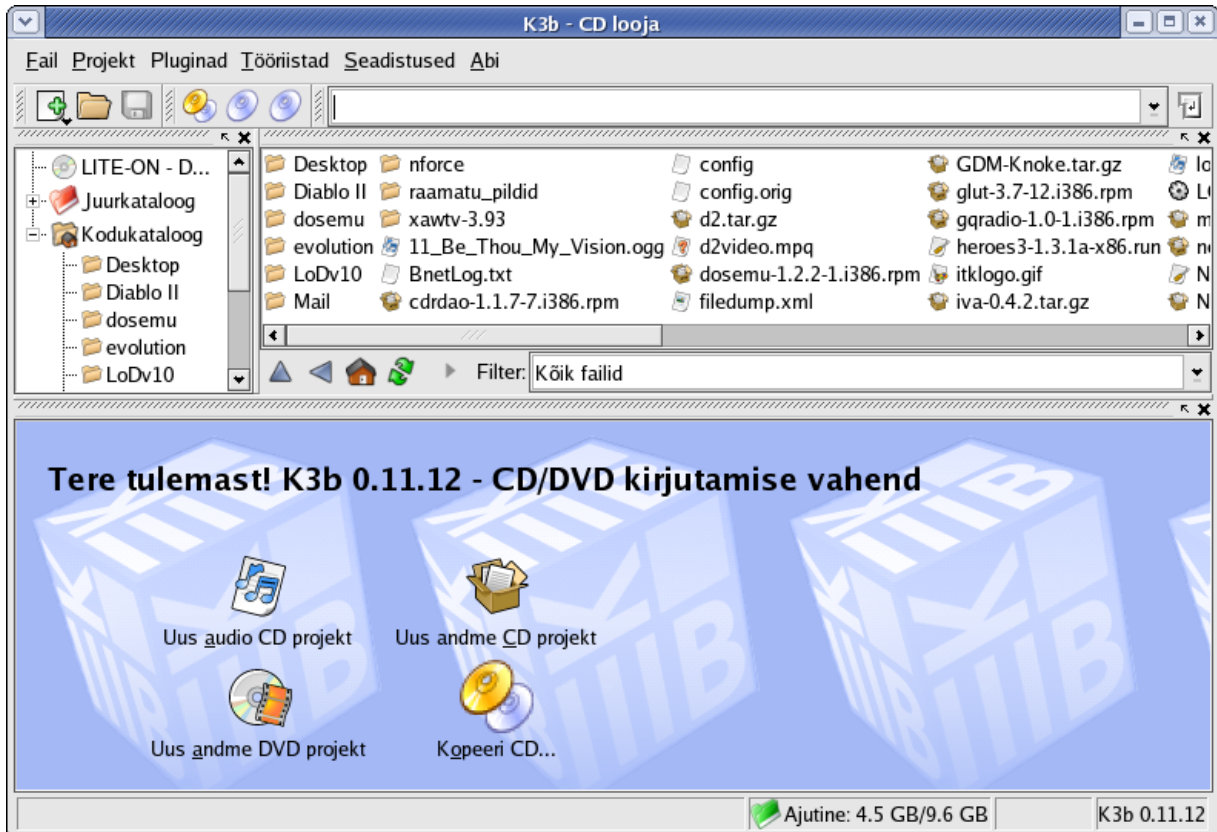 K3b - CD looja
Fail Projekt Pluginad Tööriistad Seadistused Abi
LITE-ON - D...
Juurkataloog
Kodukataloog
Desktop
Diablo II
dosemu
evolution
LoDv10
Desktop
Diablo II
dosemu
evolution
LoDv10
Mail
nforce
raamatu_pildid
xawtv-3.93
11_Be_Thou_My_Vision.ogg
BnetLog.txt
cdrdao-1.1.7-7.i386.rpm
config
config.orig
d2.tar.gz
d2video.mpq
dosemu-1.2.2-1.i386.rpm
filedump.xml
GDM-Knoke.tar.gz
glut-3.7-12.i386.rpm
gqradio-1.0-1.i386.rpm
heroes3-1.3.1a-x86.run
itklogo.gif
iva-0.4.2.tar.gz
Filter: Kõik failid
Tere tulemast! K3b 0.11.12 - CD/DVD kirjutamise vahend
Uus audio CD projekt
Uus andme CD projekt
Uus andme DVD projekt
Kopeeri CD...
Ajutine: 4.5 GB/9.6 GB
K3b 0.11.12